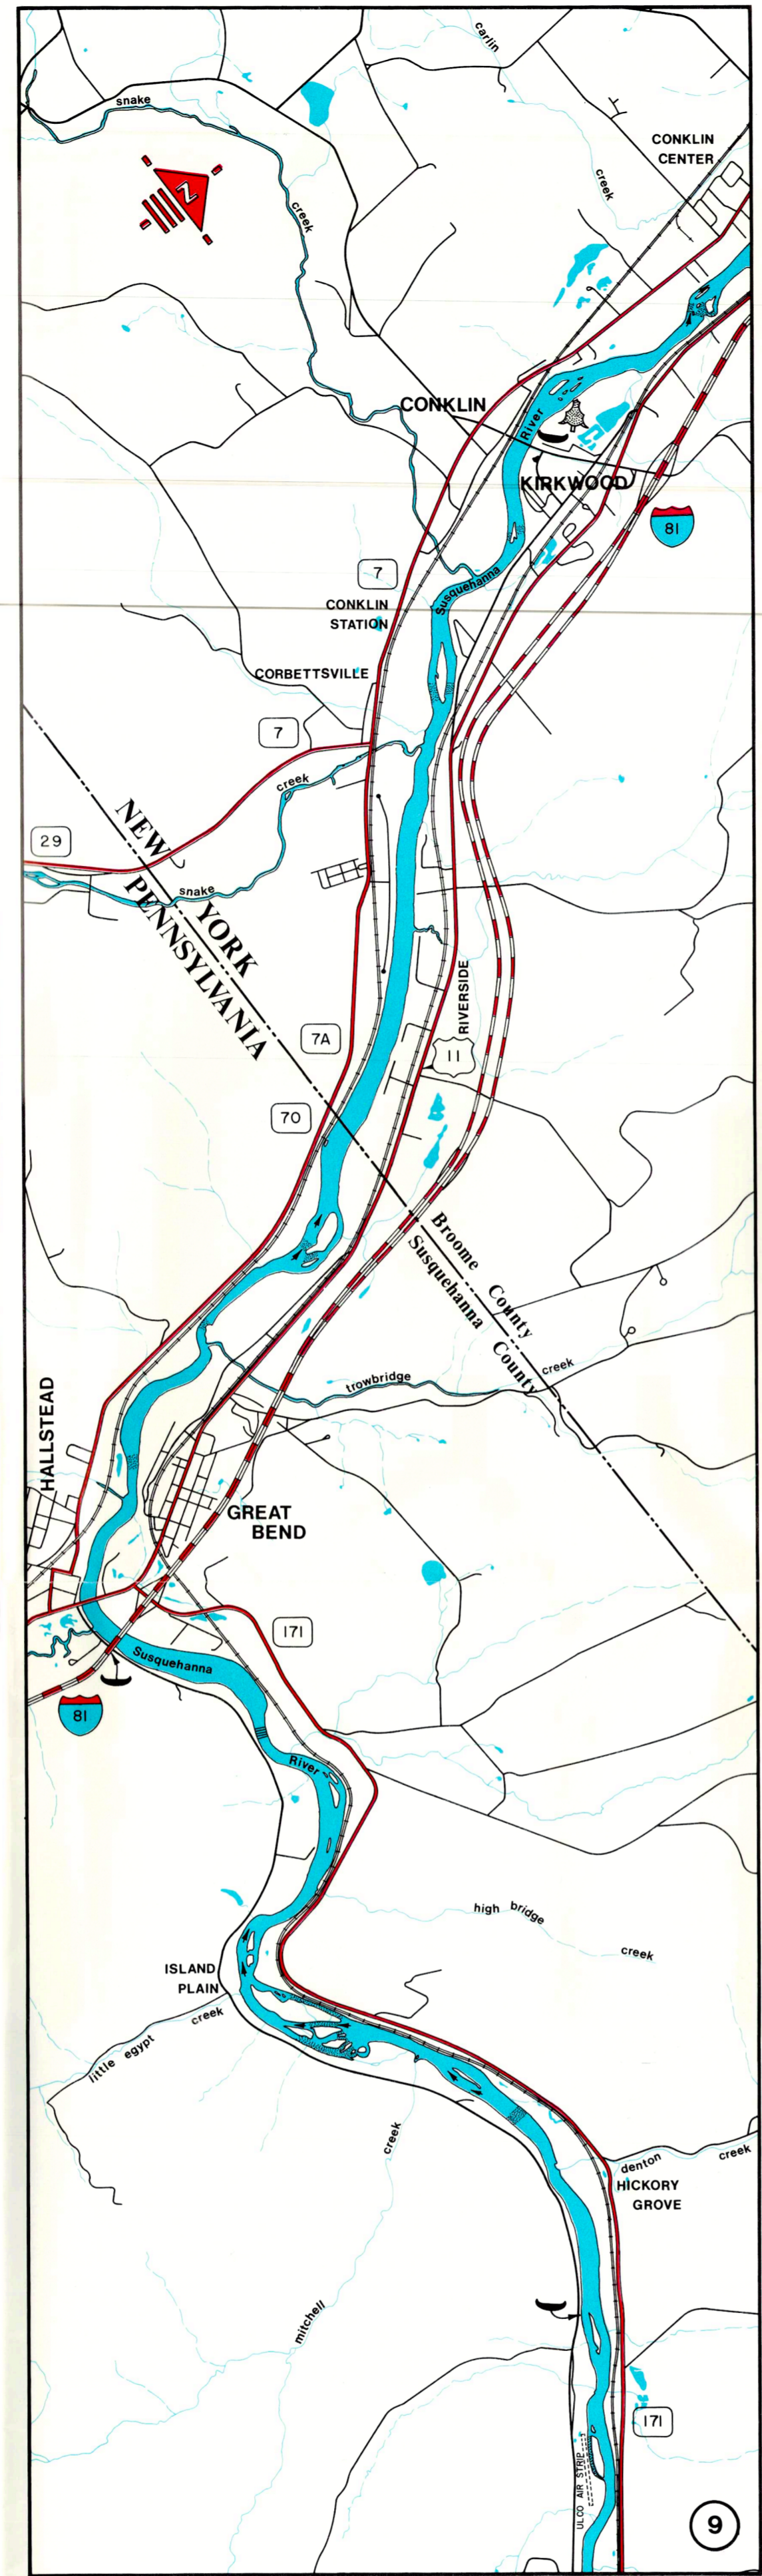 carlin
snake
CONKLIN
CENTER
N
creek
creek
CONKLIN
River
KIRKWOOD
81
7
Susquehanna
CONKLIN
STATION
CORBETTSVILLE
7
creek
NEW YORK
29
snake
PENNSYLVANIA
RIVERSIDE
7A
11
70
Broome County
Susquehanna County
creek
trowbridge
HALLSTEAD
GREAT
BEND
171
Susquehanna
81
River
high bridge
creek
ISLAND
PLAIN
creek
little egypt
creek
denton creek
HICKORY
GROVE
mitchell
171
ULCO AIR STRIP
9